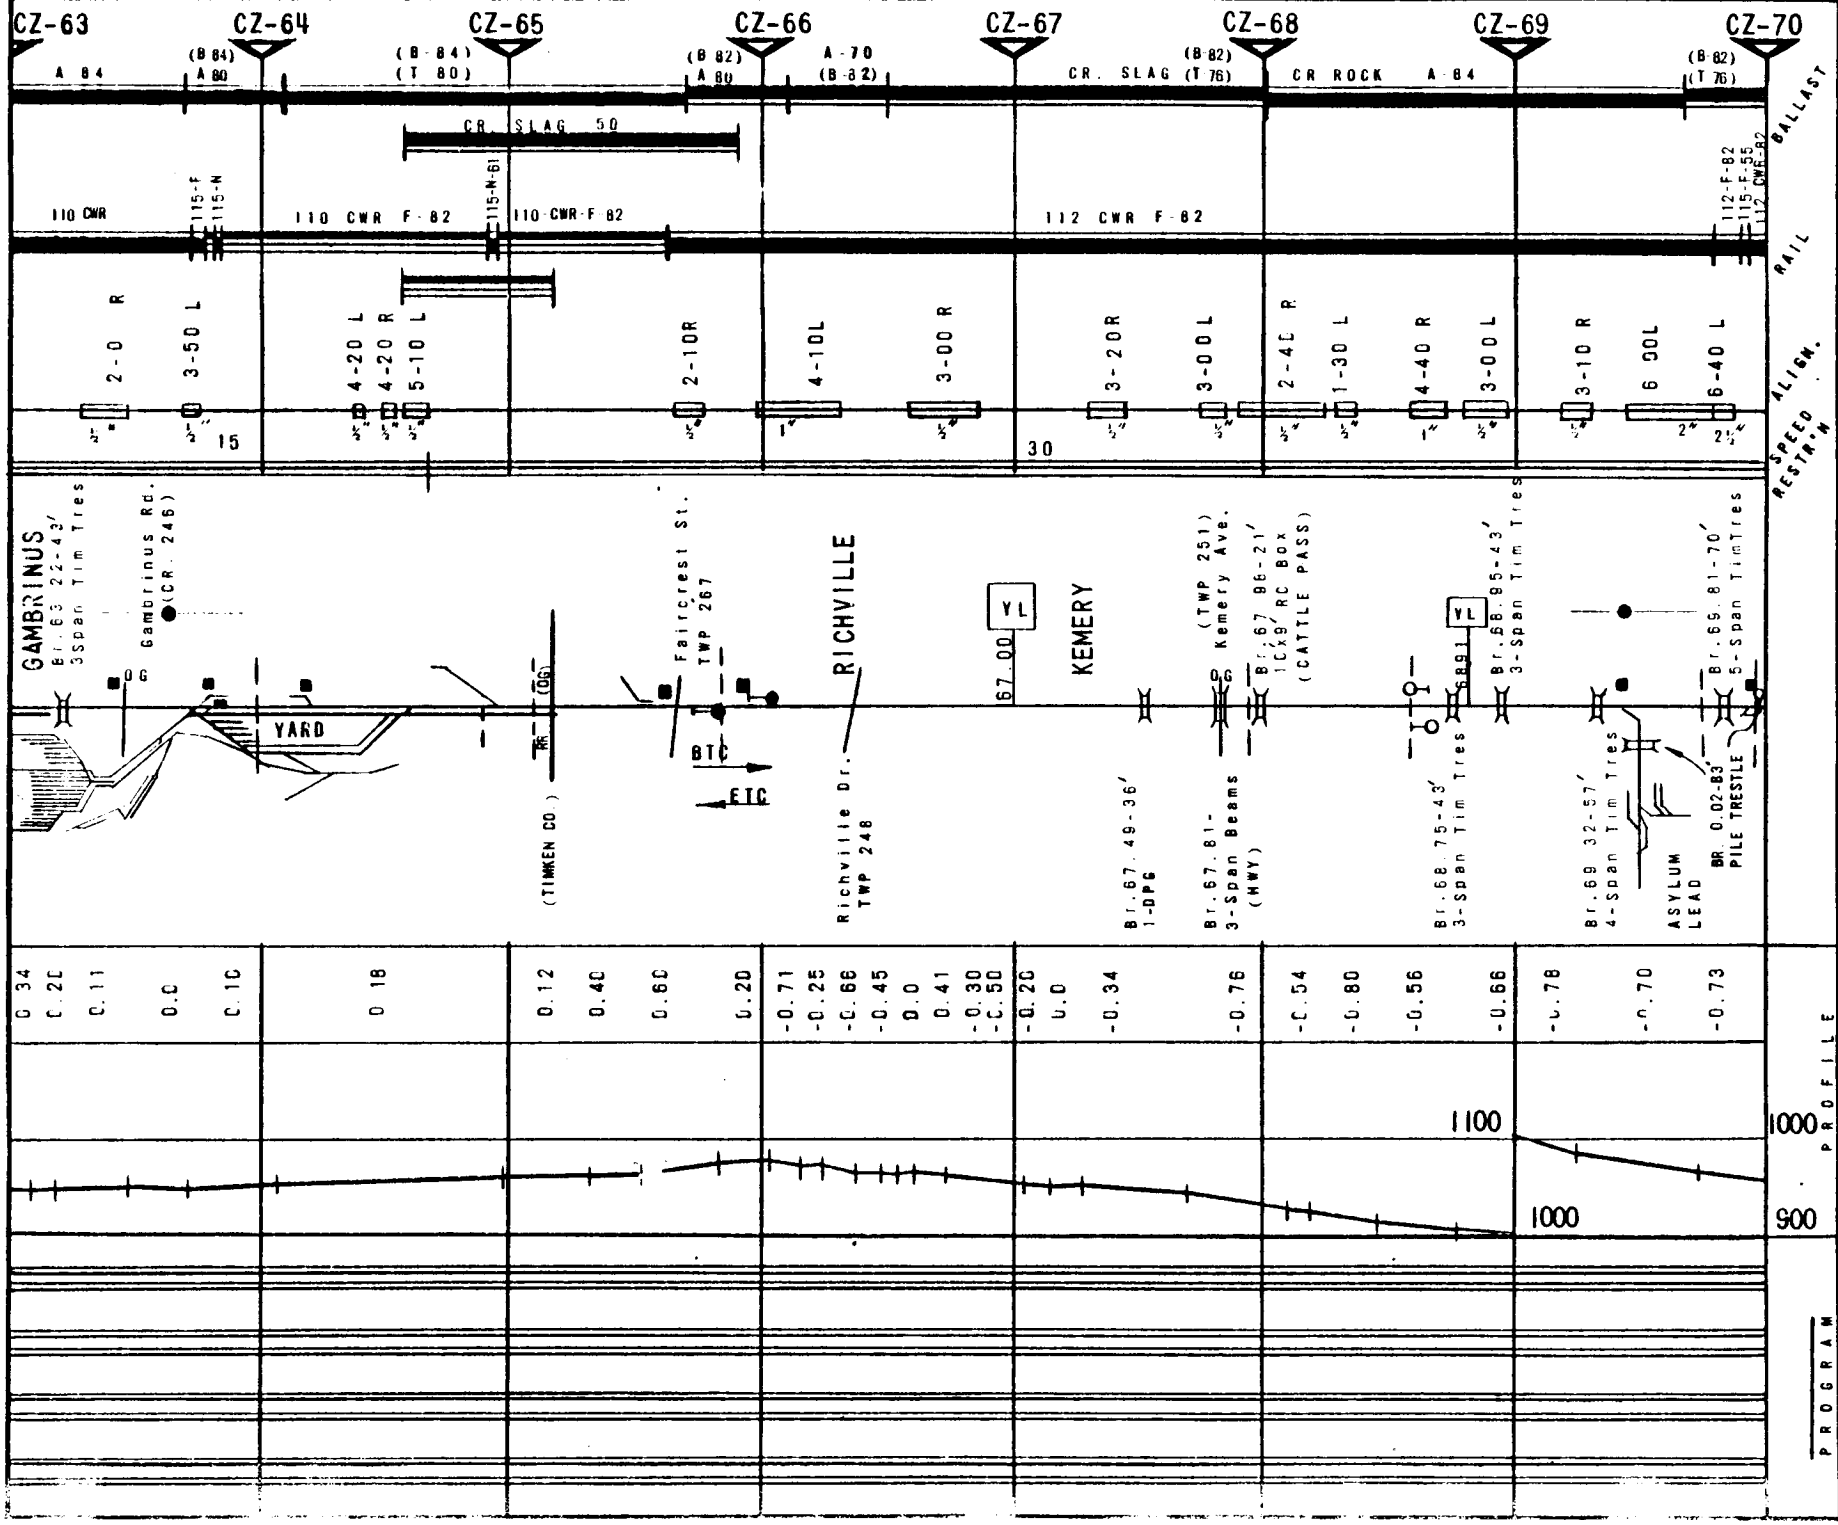 CZ-63 CZ-64 CZ-65 CZ-66 CZ-67 CZ-68 CZ-69 CZ-70
(B 84) (B-84) (B 82) A-70 (B-82) (B-82)
A 84 A 80 (T 80) A 80 (B-82) CR. SLAG (T 76) CR ROCK A-84 (T 76)
BALLAST
CR. SLAG 50
115-F
115-N
115-N-61
112-F-82
115-F-55
112 CWR-82
110 CWR 110 CWR F-82 110-CWR-F-82 112 CWR F-82
RAIL
2-0 R
3-50 L
4-20 L
4-20 R
5-10 L
2-10R
4-10L
3-00 R
3-20R
3-00L
2-40 R
1-30 L
4-40 R
3-00L
3-10 R
6 00L
6-40 L
ALIGN.
1" 1" 2"
15 30
SPEED
RESTR'N
GAMBRINUS
Br. 63 22-43'
3Span Tim Tres
Gambrinus Rd.
(CR. 246)
OG
YARD
(OG)
RR
(TIMKEN CO.)
Faircrest St.
TWP 267
BTC
ETC
RICHVILLE
Richville Dr.
TWP 248
YL
67.00
KEMERY
Br. 67.49-36'
1-DPG
(TWP 251)
Kemery Ave.
OG
Br. 67.81-
3-Span Beams
(HWY)
Br. 67 98-21'
10x9' RC Box
(CATTLE PASS)
YL
6891
Br. 68.75-43'
3-Span Tim Tres
Br. 68.95-43'
3-Span Tim Tres
Br. 69 32-57'
4-Span Tim Tres
ASYLUM
LEAD
BR. 0.02-83'
PILE TRESTLE
Br. 69.81-70'
5-Span TimTres
0 34
0.20
0.11
0.0
0.10
0 18
0.12
0.40
0.60
0.20
-0.71
-0.25
-0.66
-0.45
0.0
0.41
-0.30
-0.50
-0.20
0.0
-0.34
-0.76
-0.54
-0.80
-0.56
-0.66
-0.78
-0.70
-0.73
PROFILE
1100 1000
1000 900
PROGRAM